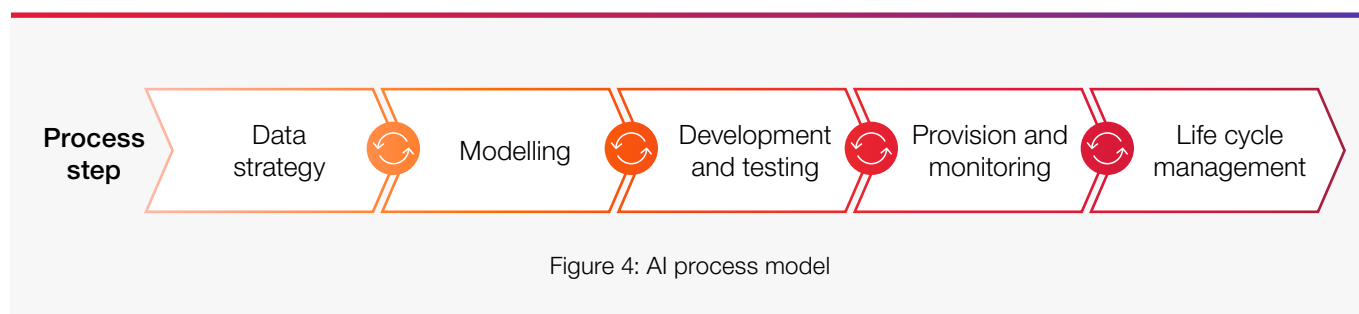 Process
step
Data
strategy
Modelling
Development
and testing
Provision and
monitoring
Life cycle
management
Figure 4: AI process model